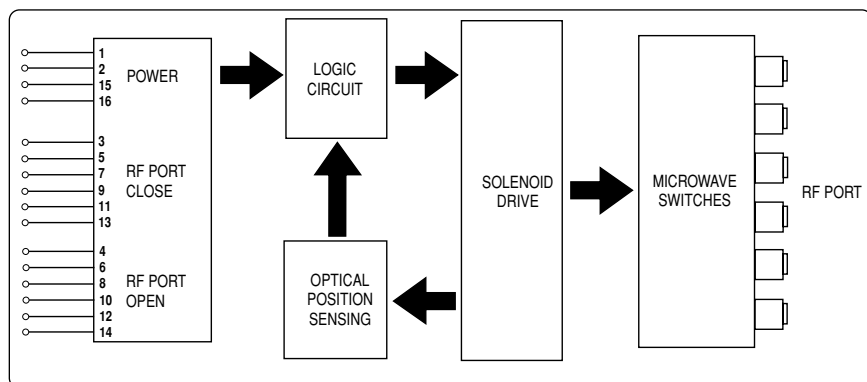 1
2
15
16
POWER
3
5
7
9
11
13
RF PORT
CLOSE
4
6
8
10
12
14
RF PORT
OPEN
LOGIC
CIRCUIT
OPTICAL
POSITION
SENSING
SOLENOID
DRIVE
MICROWAVE
SWITCHES
RF PORT